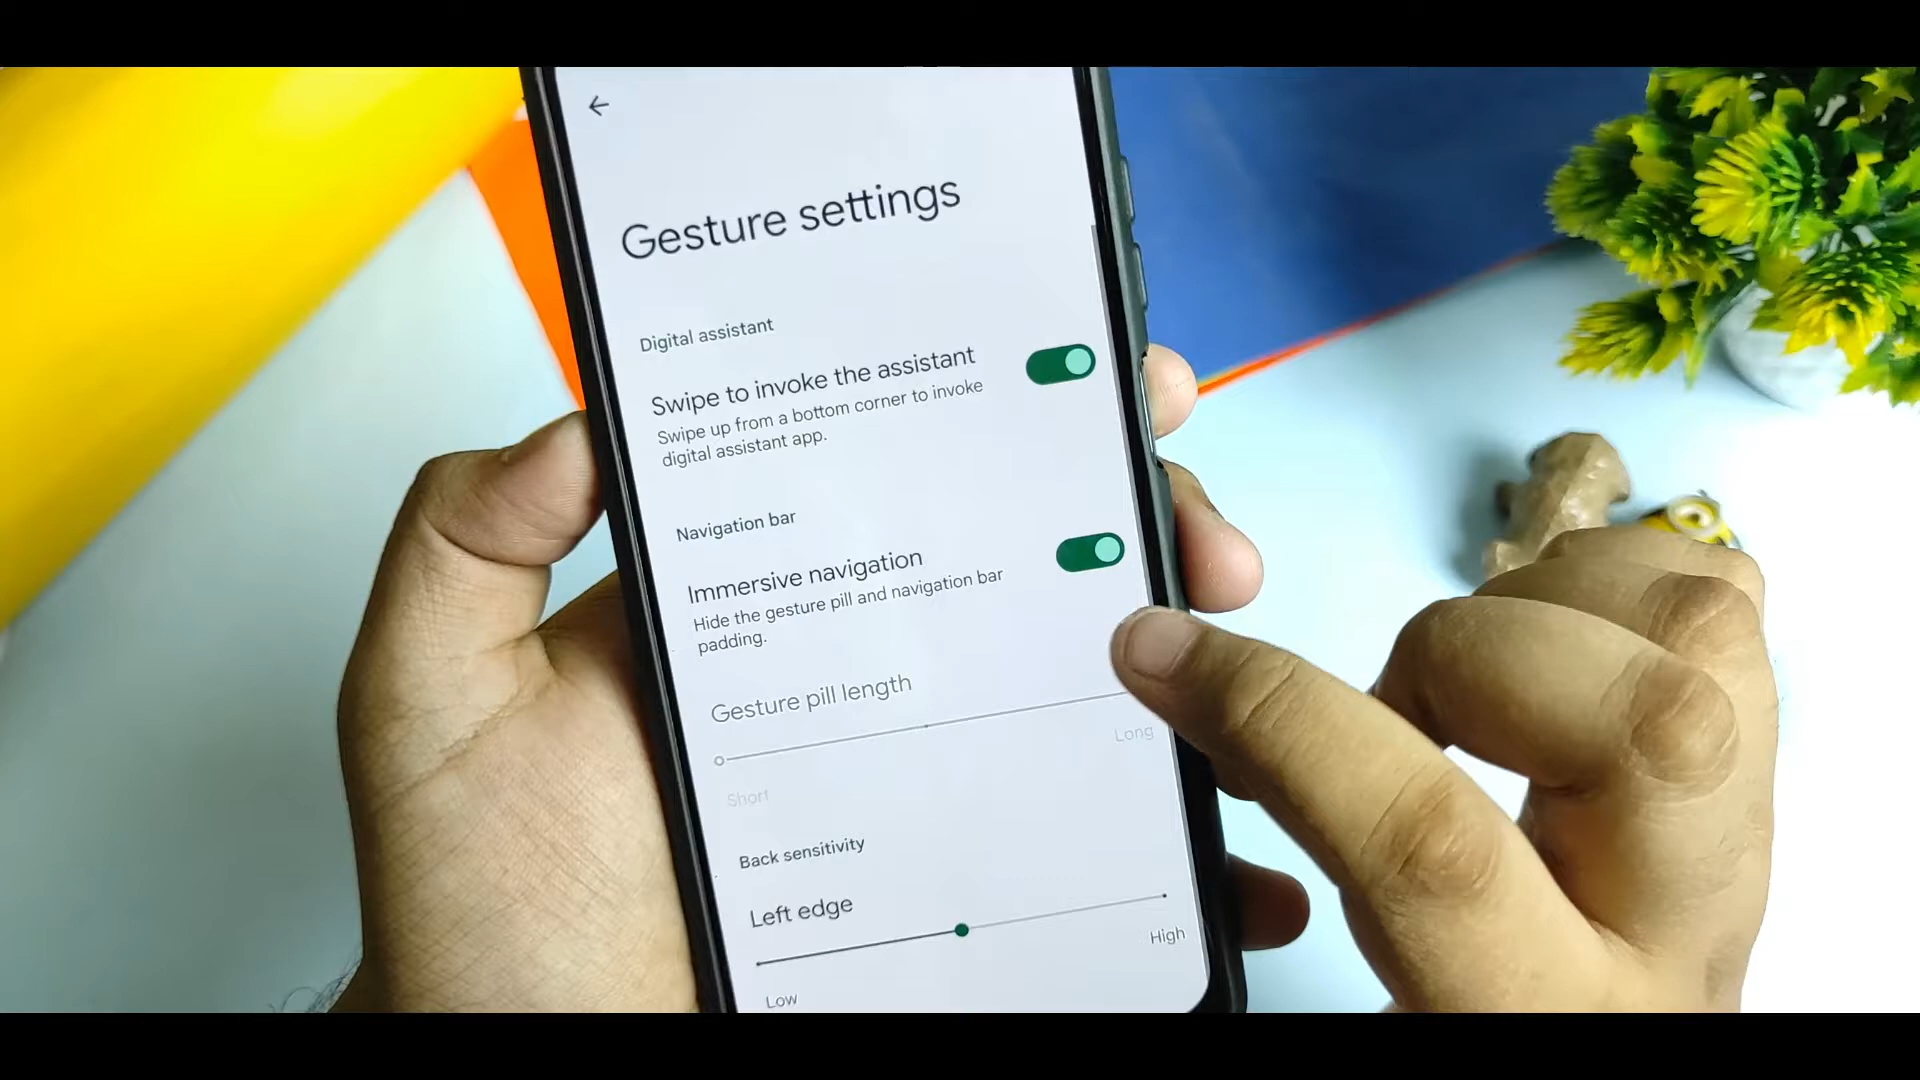 Gesture settings
Digital assistant
Swipe to invoke the assistant
Swipe up from a bottom corner to invoke
digital assistant app.
Navigation bar
Immersive navigation
Hide the gesture pill and navigation bar
padding.
Gesture pill length
Long
Short
Back sensitivity
Left edge
High
Low